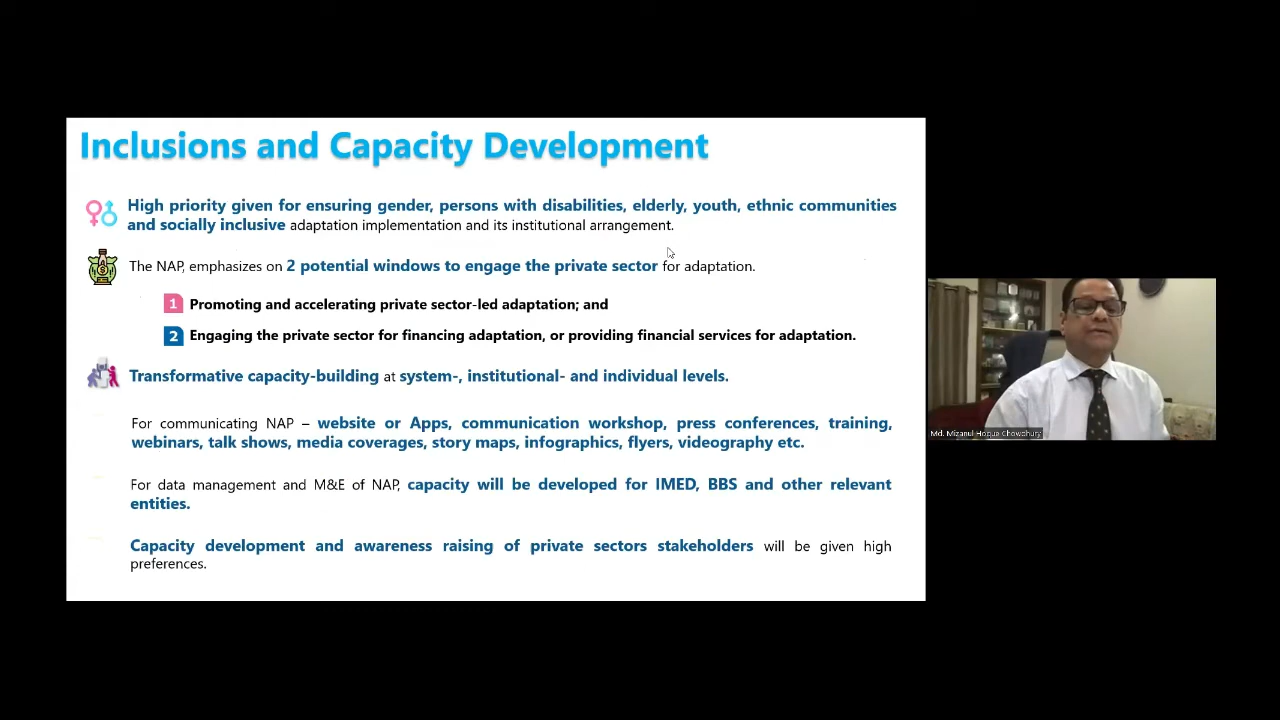 Inclusions and Capacity Development
High priority given for ensuring gender, persons with disabilities, elderly, youth, ethnic communities
and socially inclusive adaptation implementation and its institutional arrangement.
The NAP, emphasizes on 2 potential windows to engage the private sector for adaptation.
1 Promoting and accelerating private sector-led adaptation; and
2 Engaging the private sector for financing adaptation, or providing financial services for adaptation.
Transformative capacity-building at system-, institutional- and individual levels.
For communicating NAP – website or Apps, communication workshop, press conferences, training,
webinars, talk shows, media coverages, story maps, infographics, flyers, videography etc.
For data management and M&E of NAP, capacity will be developed for IMED, BBS and other relevant
entities.
Capacity development and awareness raising of private sectors stakeholders will be given high
preferences.
Md. Mizanul Hoque Chowdhury